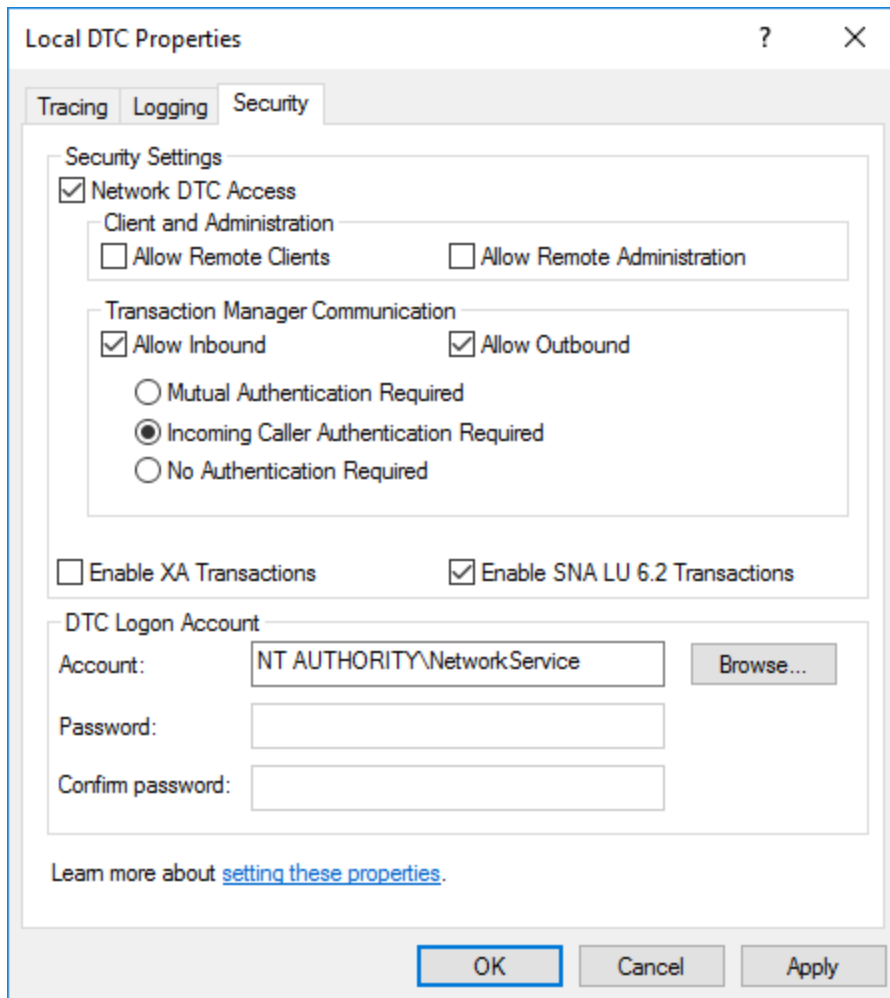 Local DTC Properties ?
Tracing Logging Security
Security Settings
Network DTC Access
Client and Administration
Allow Remote Clients Allow Remote Administration
Transaction Manager Communication
Allow Inbound Allow Outbound
Mutual Authentication Required
Incoming Caller Authentication Required
No Authentication Required
Enable XA Transactions Enable SNA LU 6.2 Transactions
DTC Logon Account
Account: NT AUTHORITY\NetworkService Browse...
Password:
Confirm password:
Learn more about setting these properties.
OK Cancel Apply